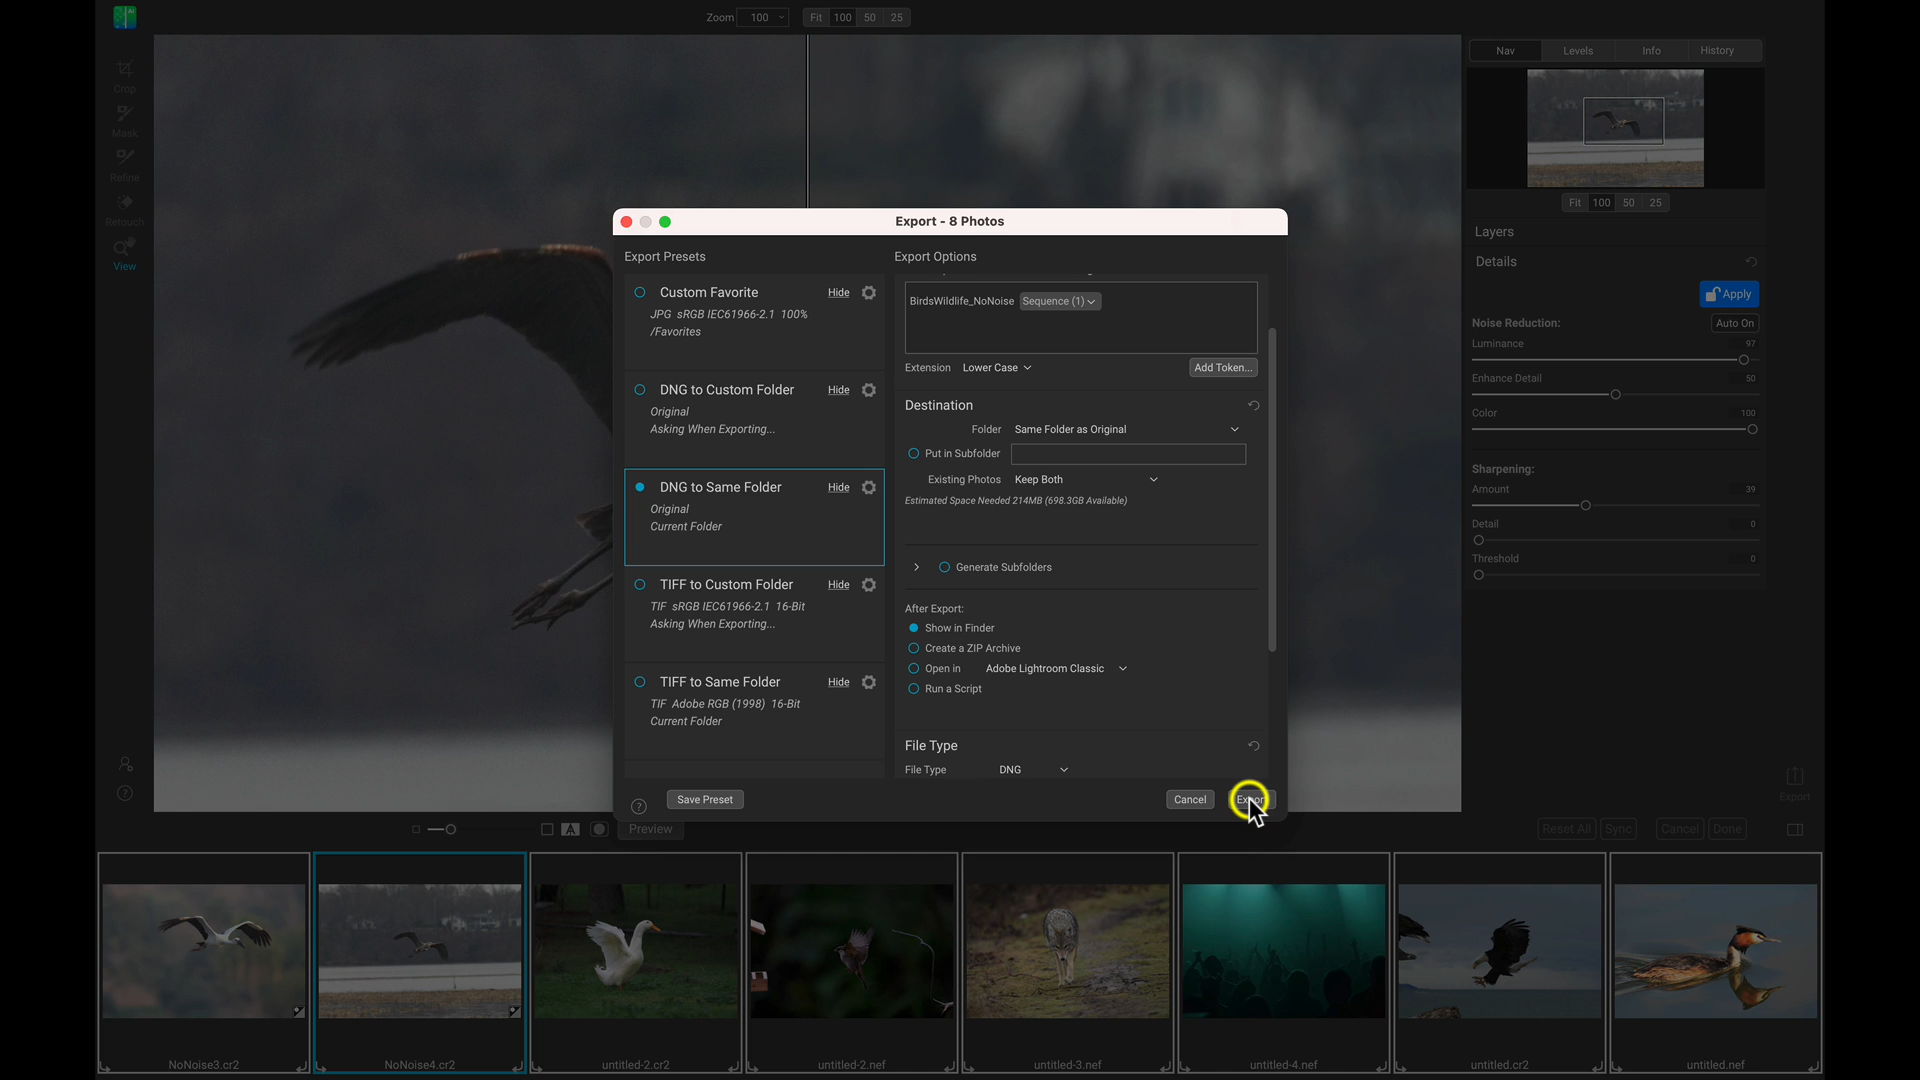 Zoom 100 Fit 100 50 25
Crop
Mask
Refine
Retouch
View
Nav Levels Info History
Fit 100 50 25
Layers
Details
Apply
Noise Reduction: Auto On
Luminance 97
Enhance Detail 50
Color 100
Sharpening:
Amount 39
Detail 0
Threshold 0
Export
Export - 8 Photos
Export Presets
Custom Favorite Hide
JPG sRGB IEC61966-2.1 100%
/Favorites
DNG to Custom Folder Hide
Original
Asking When Exporting...
DNG to Same Folder Hide
Original
Current Folder
TIFF to Custom Folder Hide
TIF sRGB IEC61966-2.1 16-Bit
Asking When Exporting...
TIFF to Same Folder Hide
TIF Adobe RGB (1998) 16-Bit
Current Folder
Export Options
BirdsWildlife_NoNoise Sequence (1)
Extension Lower Case Add Token...
Destination
Folder Same Folder as Original
Put in Subfolder
Existing Photos Keep Both
Estimated Space Needed 214MB (698.3GB Available)
Generate Subfolders
After Export:
Show in Finder
Create a ZIP Archive
Open in Adobe Lightroom Classic
Run a Script
File Type
File Type DNG
? Save Preset Cancel Export
?
A Preview Reset All Sync Cancel Done
NoNoise3.cr2 NoNoise4.cr2 untitled-2.cr2 untitled-2.nef untitled-3.nef untitled-4.nef untitled.cr2 untitled.nef